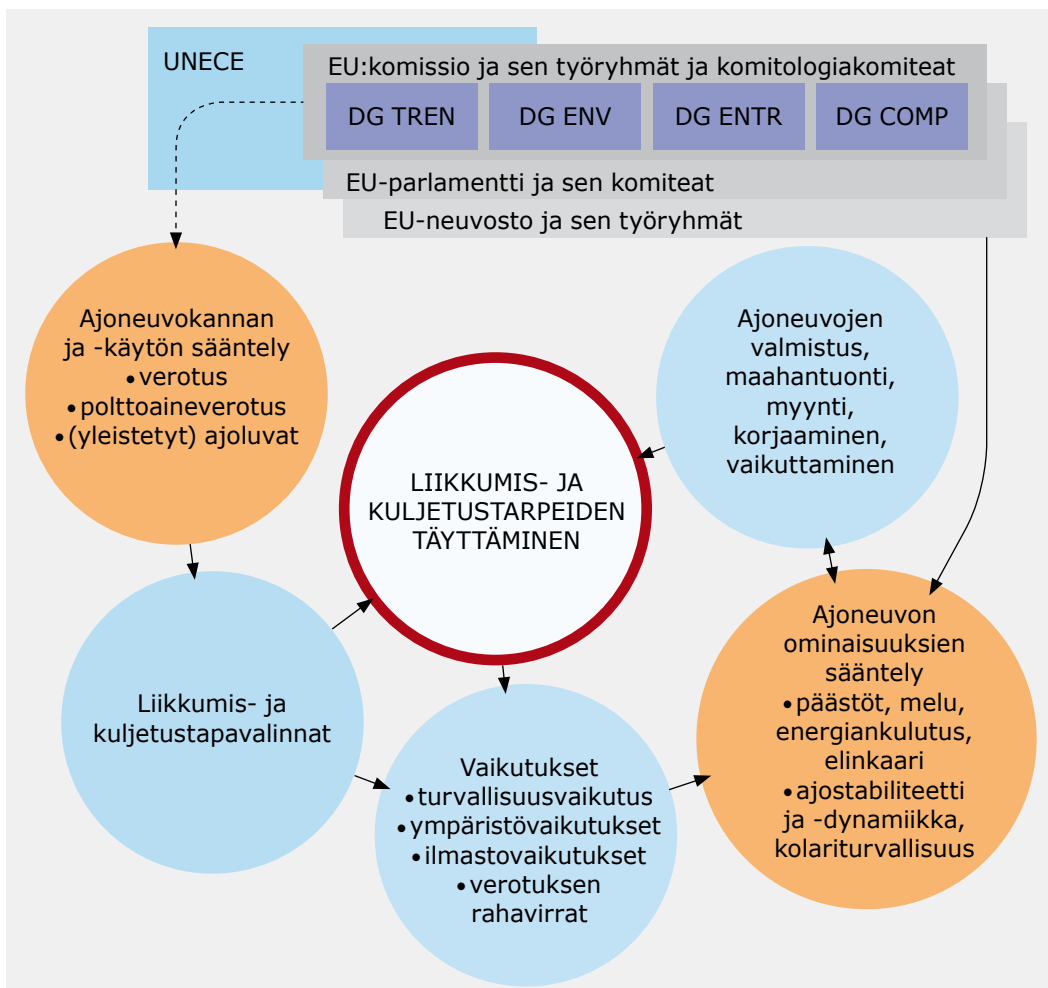 UNECE
EU:komissio ja sen työryhmät ja komitologiakomiteat
DG TREN
DG ENV
DG ENTR
DG COMP
EU-parlamentti ja sen komiteat
EU-neuvosto ja sen työryhmät
Ajoneuvokannan
ja -käytön sääntely
• verotus
• polttoaineverotus
• (yleistetyt) ajoluvat
Ajoneuvojen
valmistus,
maahantuonti,
myynti,
korjaaminen,
vaikuttaminen
LIIKKUMIS- JA
KULJETUSTARPEIDEN
TÄYTTÄMINEN
Liikkumis- ja
kuljetustapavalinnat
Vaikutukset
• turvallisuusvaikutus
• ympäristövaikutukset
• ilmastovaikutukset
• verotuksen
rahavirrat
Ajoneuvon
ominaisuuksien
sääntely
• päästöt, melu,
energiankulutus,
elinkaari
• ajostabiliteetti
ja -dynamiikka,
kolariturvallisuus